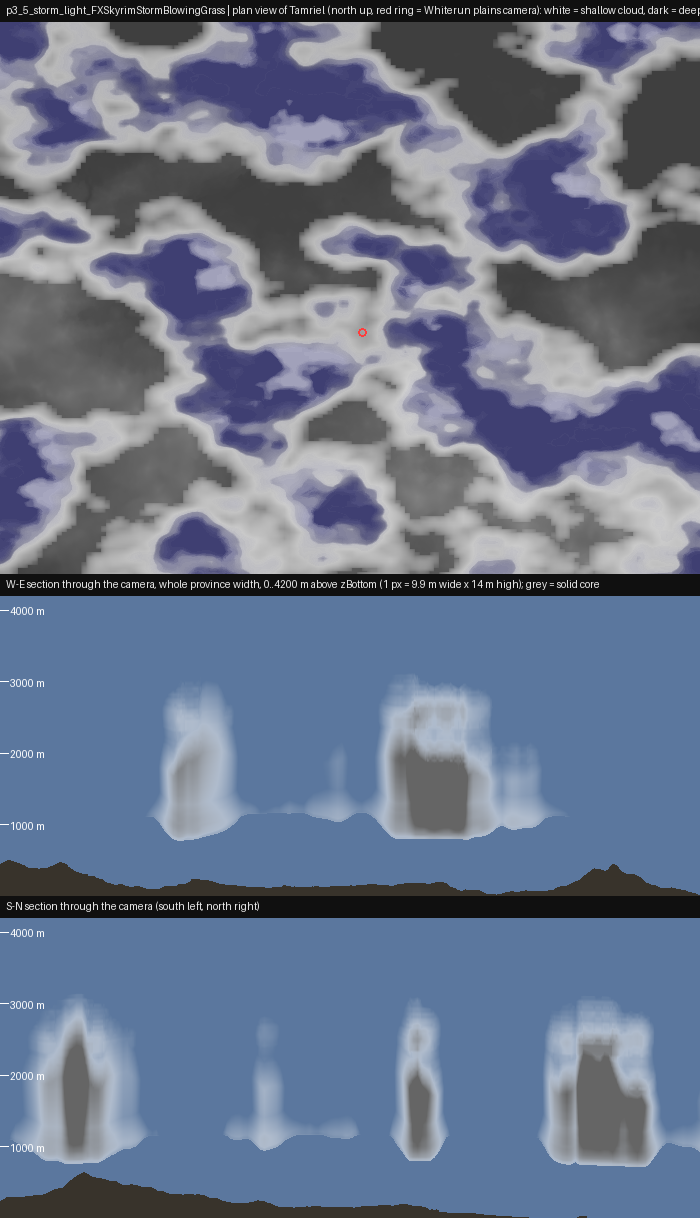 p3_5_storm_light_FXSkyrimStormBlowingGrass | plan view of Tamriel (north up, red ring = Whiterun plains camera): white = shallow cloud, dark = deep
W-E section through the camera, whole province width, 0..4200 m above zBottom (1 px = 9.9 m wide x 14 m high); grey = solid core
4000 m
3000 m
2000 m
1000 m
S-N section through the camera (south left, north right)
4000 m
3000 m
2000 m
1000 m